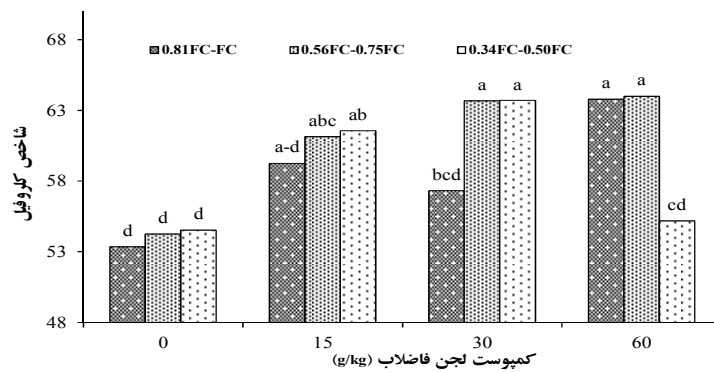 68
0.81FC-FC 0.56FC-0.75FC 0.34FC-0.50FC
a a a a
63
ab
abc
a-d
شاخص کلروفیل
58
bcd
cd
d d d
53
48
0 15 30 60
کمپوست لجن فاضلاب (g/kg)